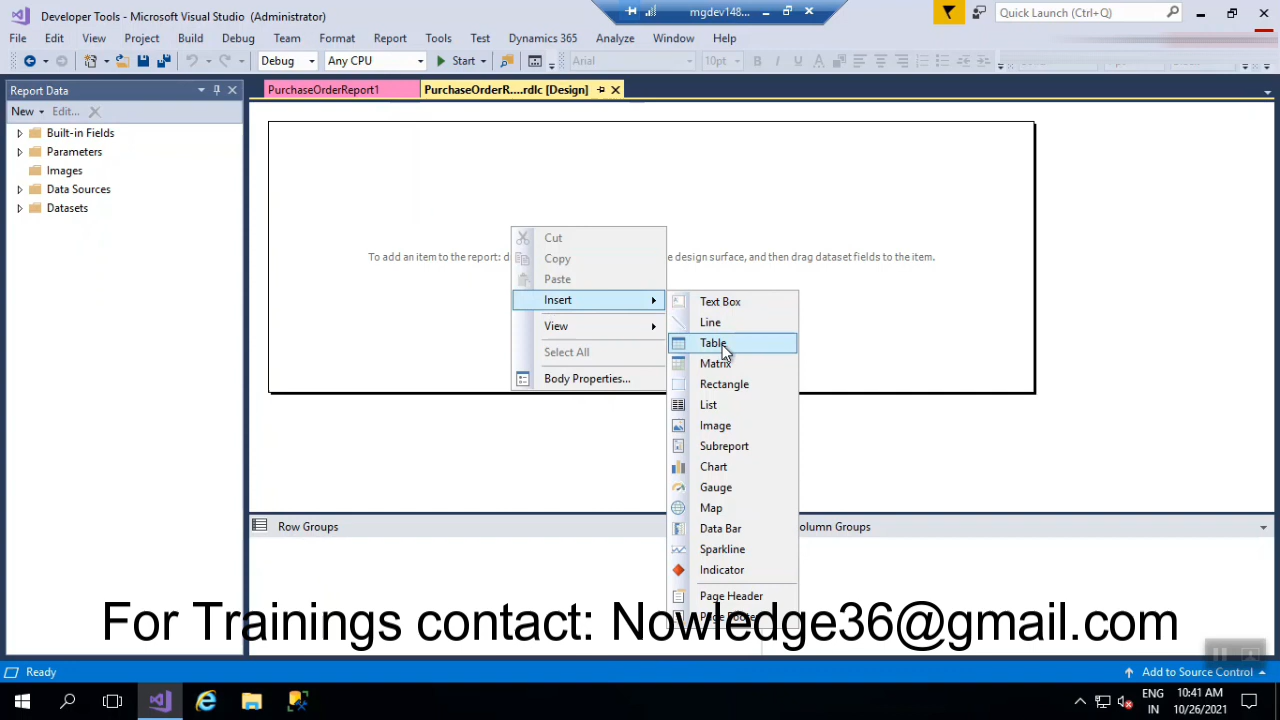 Developer Tools - Microsoft Visual Studio (Administrator)
mgdev148...
Quick Launch (Ctrl+Q)
File Edit View Project Build Debug Team Format Report Tools Test Dynamics 365 Analyze Window Help
Debug Any CPU Start Arial 10pt B I U A
Report Data
PurchaseOrderReport1
PurchaseOrderR....rdlc [Design]
New Edit...
Built-in Fields
Parameters
Images
Data Sources
Datasets
To add an item to the report: d
e design surface, and then drag dataset fields to the item.
Cut
Copy
Paste
Insert
View
Select All
Body Properties...
Text Box
Line
Table
Matrix
Rectangle
List
Image
Subreport
Chart
Gauge
Map
Data Bar
Sparkline
Indicator
Page Header
Row Groups
olumn Groups
For Trainings contact: Nowledge36@gmail.com
Ready
Add to Source Control
ENG
IN
10:41 AM
10/26/2021